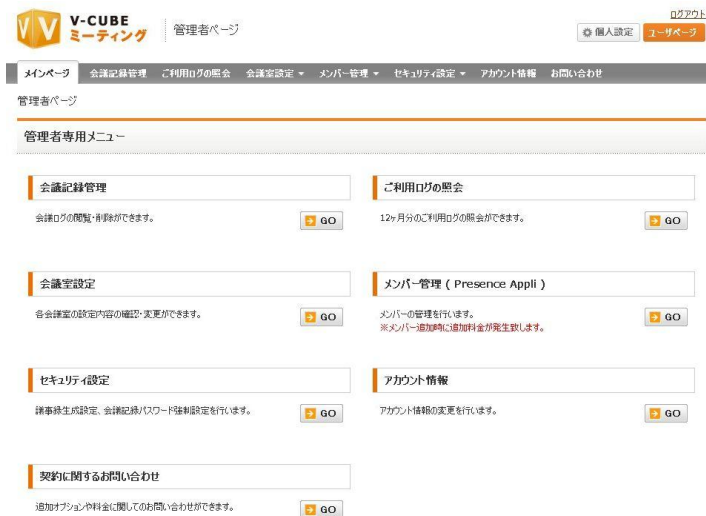 ログアウト
V-CUBE
ミーティング
管理者ページ
個人設定
ユーザページ
メインページ 会議記録管理 ご利用ログの照会 会議室設定 メンバー管理 セキュリティ設定 アカウント情報 お問い合わせ
管理者ページ
管理者専用メニュー
会議記録管理
会議ログの閲覧・削除ができます。
GO
ご利用ログの照会
12ヶ月分のご利用ログの照会ができます。
GO
会議室設定
各会議室の設定内容の確認・変更ができます。
GO
メンバー管理 ( Presence Appli )
メンバーの管理を行います。
※メンバー追加時に追加料金が発生致します。
GO
セキュリティ設定
議事録生成設定、会議記録パスワード強制設定を行います。
GO
アカウント情報
アカウント情報の変更を行います。
GO
契約に関するお問い合わせ
追加オプションや料金に関してのお問い合わせができます。
GO